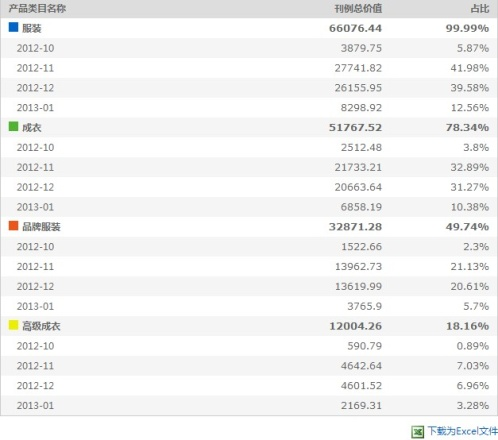 产品类目名称 刊例总价值 占比
服装 66076.44 99.99%
2012-10 3879.75 5.87%
2012-11 27741.82 41.98%
2012-12 26155.95 39.58%
2013-01 8298.92 12.56%
成衣 51767.52 78.34%
2012-10 2512.48 3.8%
2012-11 21733.21 32.89%
2012-12 20663.64 31.27%
2013-01 6858.19 10.38%
品牌服装 32871.28 49.74%
2012-10 1522.66 2.3%
2012-11 13962.73 21.13%
2012-12 13619.99 20.61%
2013-01 3765.9 5.7%
高级成衣 12004.26 18.16%
2012-10 590.79 0.89%
2012-11 4642.64 7.03%
2012-12 4601.52 6.96%
2013-01 2169.31 3.28%
下载为Excel文件